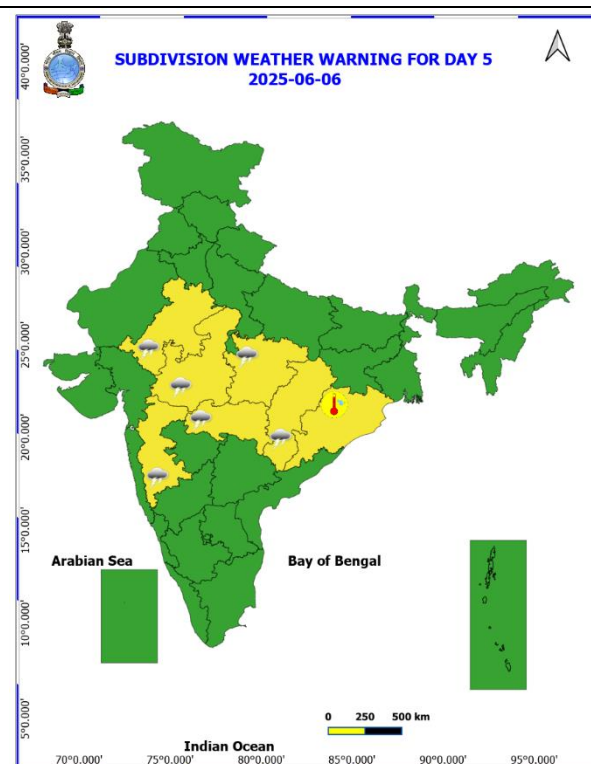 SUBDIVISION WEATHER WARNING FOR DAY 5
2025-06-06
40°0.000'
35°0.000'
30°0.000'
25°0.000'
20°0.000'
15°0.000'
10°0.000'
5°0.000'
Arabian Sea
Bay of Bengal
0 250 500 km
Indian Ocean
70°0.000' 75°0.000' 80°0.000' 85°0.000' 90°0.000' 95°0.000'